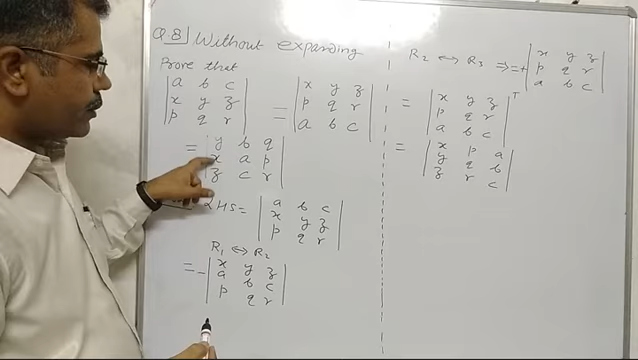 Q.8] Without expanding
Prove that
| a b c | = | x y z |
| x y z | | p q r |
| p q r | | a b c |
= | y b q |
| x a p |
| z c r |
LHS = | a b c |
| x y z |
| p q r |
R1 ↔ R2
= - | x y z |
| a b c |
| p q r |
R2 ↔ R3 ⇒ = + | x y z |
| p q r |
| a b c |
= | x y z |T
| p q r |
| a b c |
= | x p a |
| y q b |
| z r c |